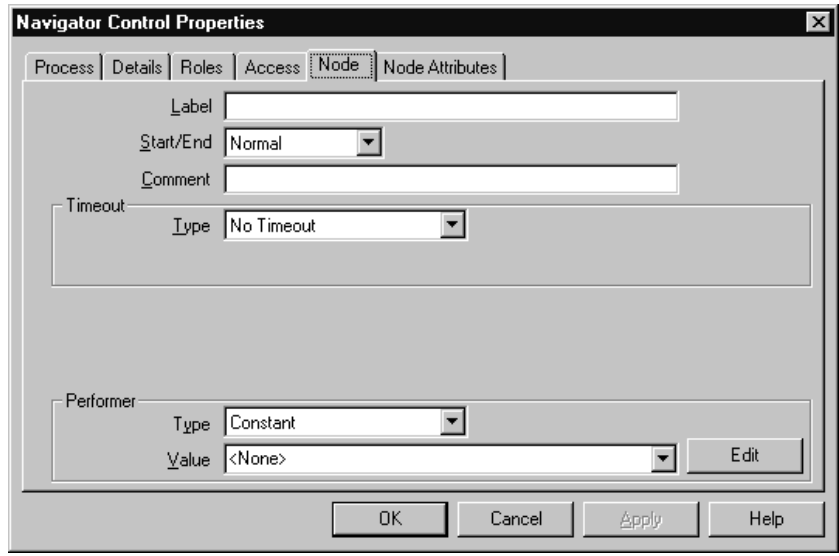 Navigator Control Properties
Process Details Roles Access Node Node Attributes
Label
Start/End Normal
Comment
Timeout
Type No Timeout
Performer
Type Constant
Value <None> Edit
OK Cancel Apply Help